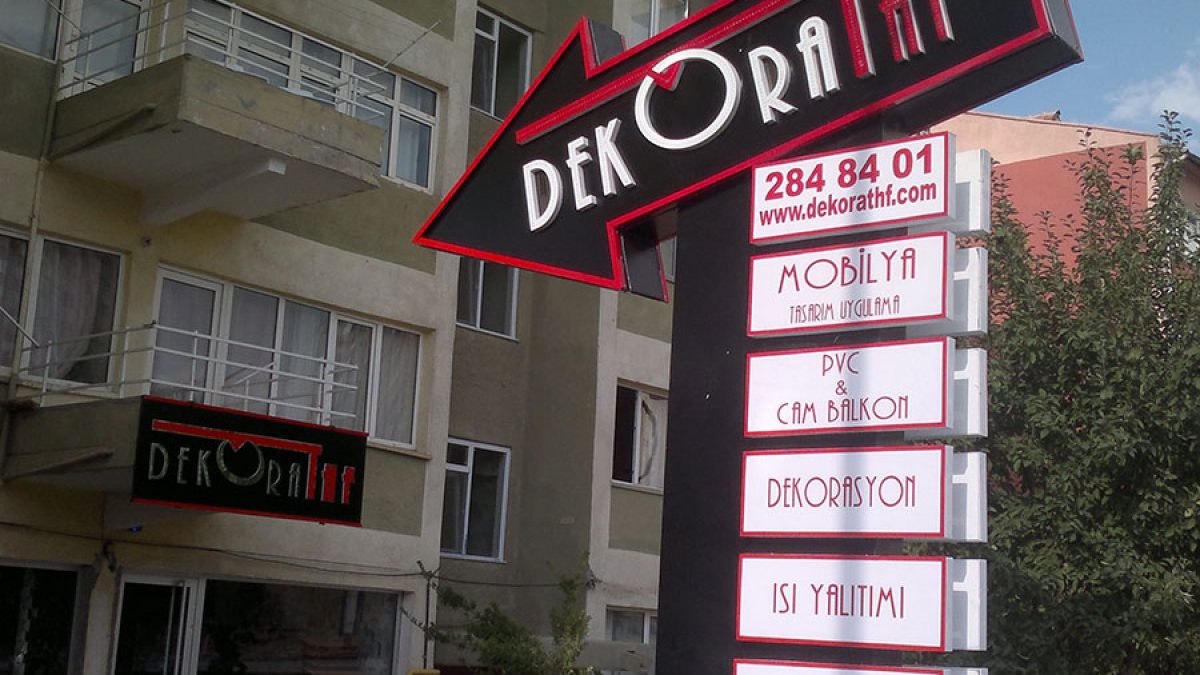 DEKORATHF
284 84 01
www.dekorathf.com
MOBİLYA
TASARIM UYGULAMA
PVC
&
CAM BALKON
DEKORASYON
ISI YALITIMI
DEKORATHF